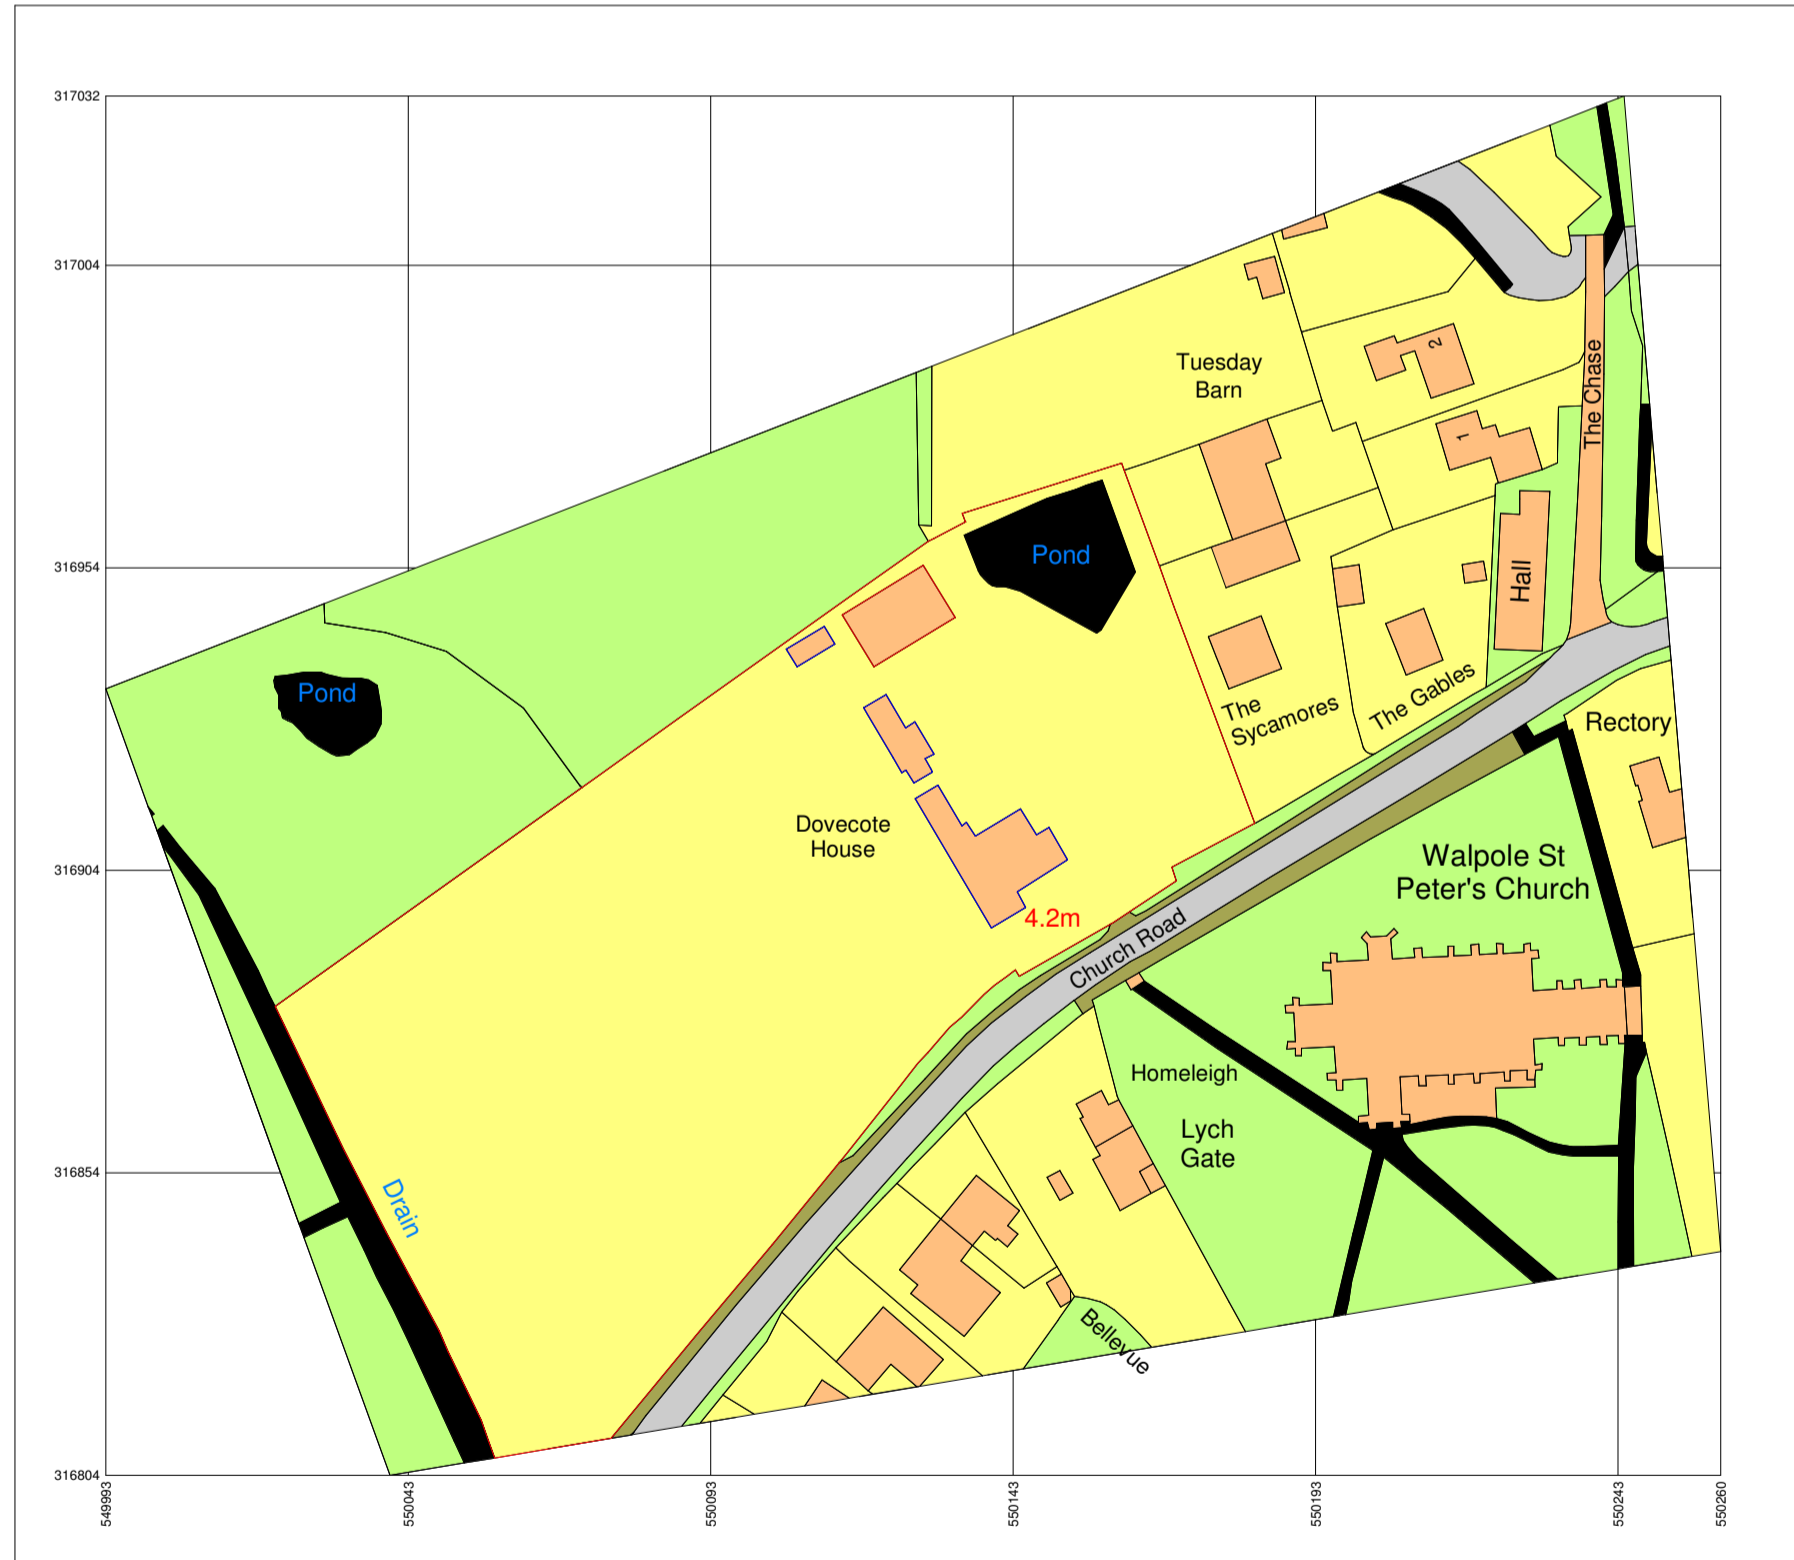 317032
317004
316954
316904
316854
316804
549993
550043
550093
550143
550193
550243
550260
Tuesday
Barn
2
1
The Chase
Hall
Pond
Pond
The
Sycamores
The Gables
Rectory
Dovecote
House
4.2m
Church Road
Walpole St
Peter's Church
Homeleigh
Lych
Gate
Drain
Bellevue